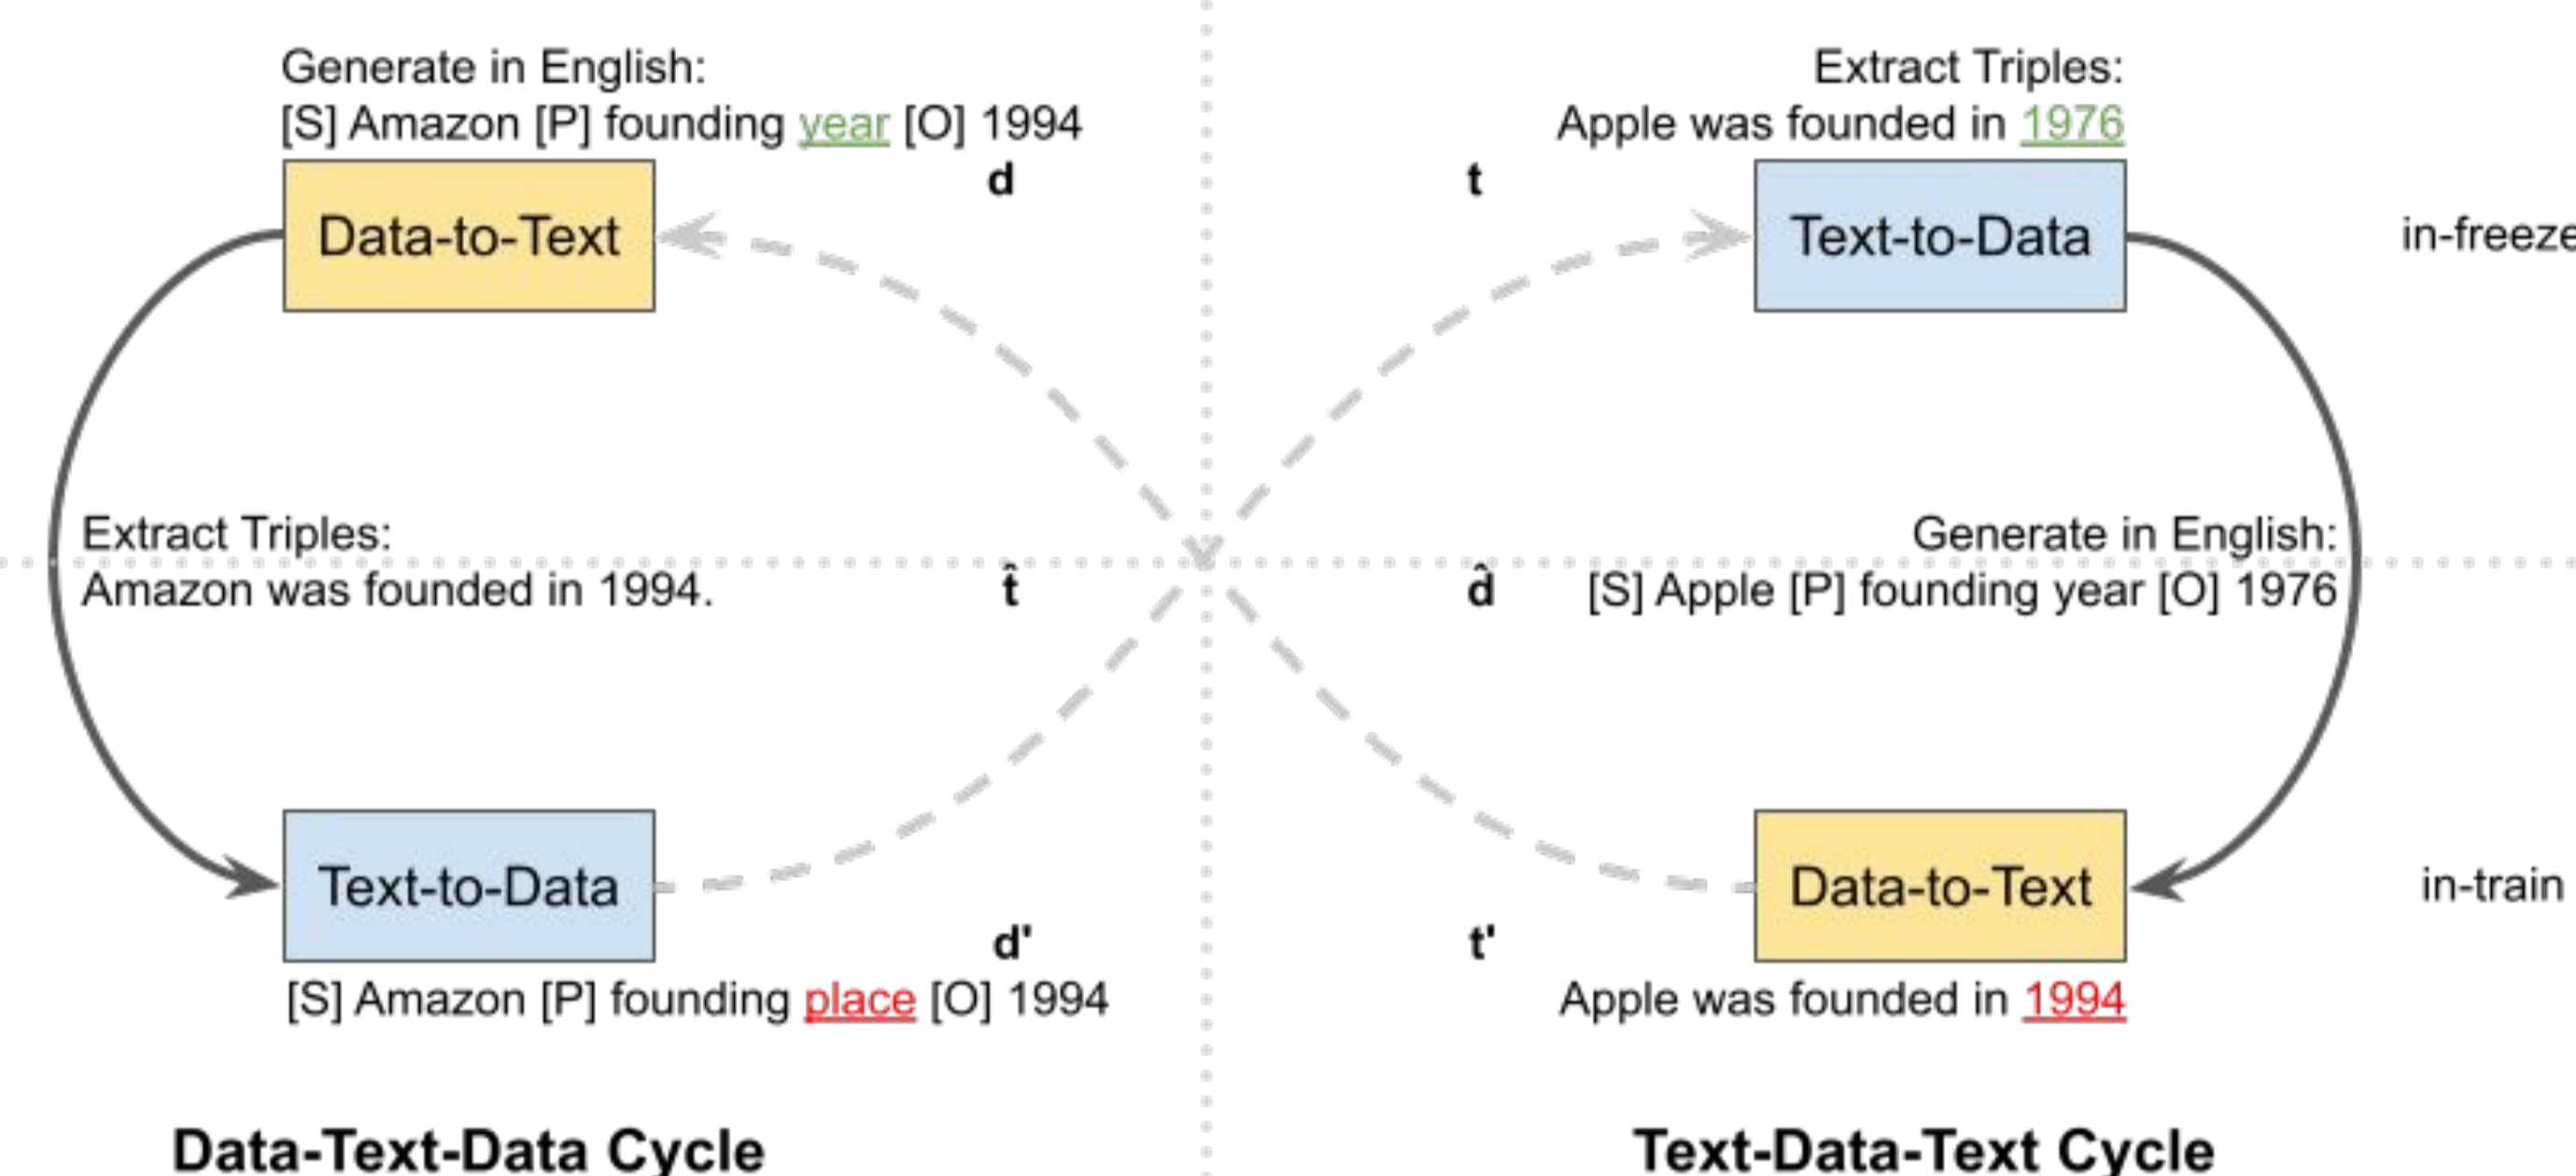 Generate in English:
[S] Amazon [P] founding year [O] 1994
d
Data-to-Text
Extract Triples:
Amazon was founded in 1994.
t̂
Text-to-Data
d'
[S] Amazon [P] founding place [O] 1994
Data-Text-Data Cycle
Extract Triples:
Apple was founded in 1976
t
Text-to-Data
in-freeze
Generate in English:
d̂
[S] Apple [P] founding year [O] 1976
Data-to-Text
in-train
t'
Apple was founded in 1994
Text-Data-Text Cycle